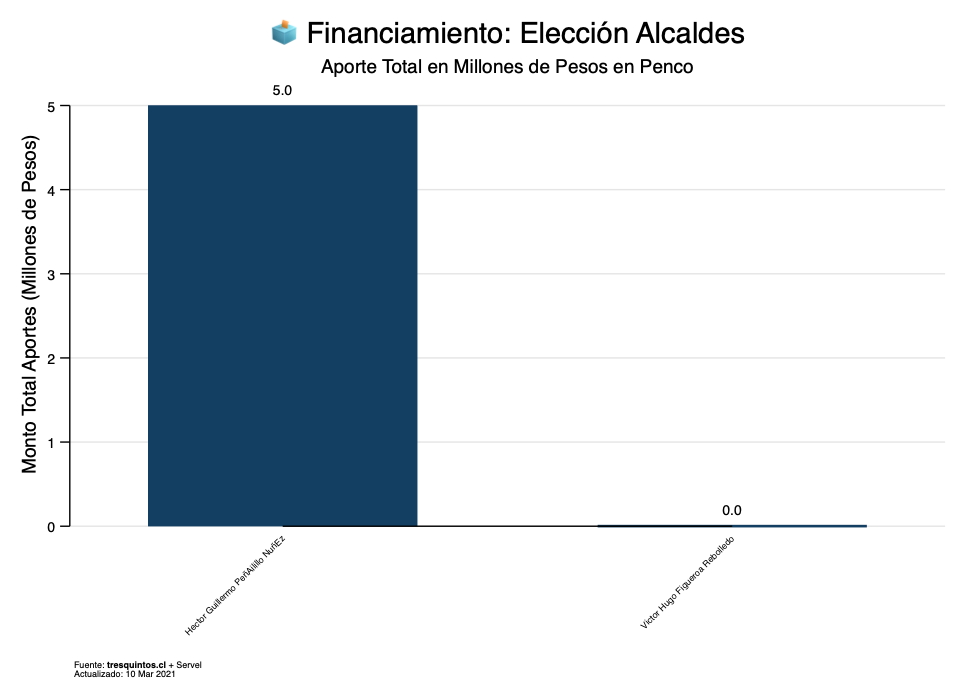 Financiamiento: Elección Alcaldes
Aporte Total en Millones de Pesos en Penco
Monto Total Aportes (Millones de Pesos)
5
4
3
2
1
0
5.0
0.0
Hector Guillermo PeñAilillo NuñEz
Victor Hugo Figueroa Rebolledo
Fuente: tresquintos.cl + Servel
Actualizado: 10 Mar 2021